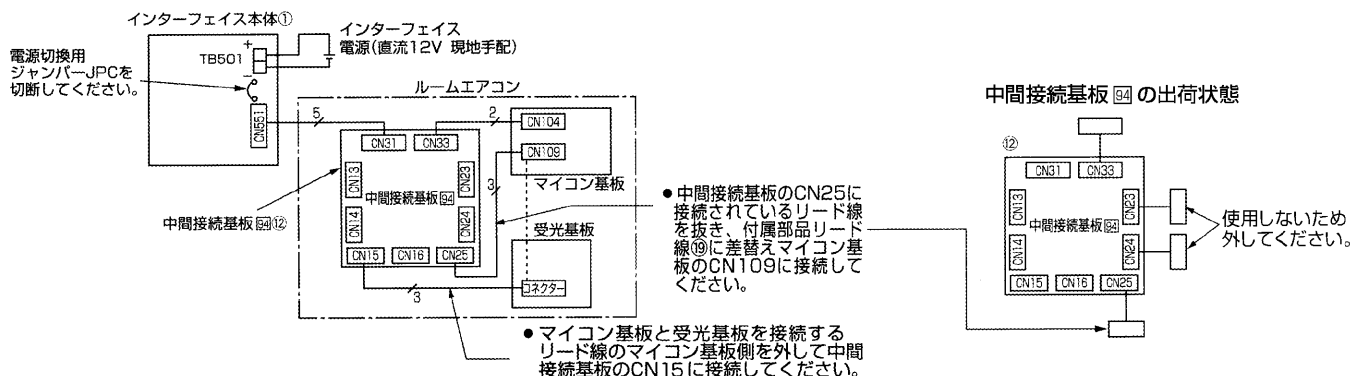 インターフェイス本体①
インターフェイス
電源(直流12V 現地手配)
電源切換用
ジャンパーJPCを
切断してください。
+
TB501
−
CN551
ルームエアコン
5
2
CN31
CN33
CN104
CN109
マイコン基板
CN13
CN23
中間接続基板94
CN14
CN24
3
中間接続基板94⑫
CN15
CN16
CN25
受光基板
コネクター
3
●中間接続基板のCN25に
接続されているリード線
を抜き、付属部品リード
線⑲に差替えマイコン基
板のCN109に接続して
ください。
●マイコン基板と受光基板を接続する
リード線のマイコン基板側を外して中間
接続基板のCN15に接続してください。
中間接続基板94の出荷状態
⑫
CN31
CN33
CN13
CN23
中間接続基板94
CN14
CN24
CN15
CN16
CN25
使用しないため
外してください。